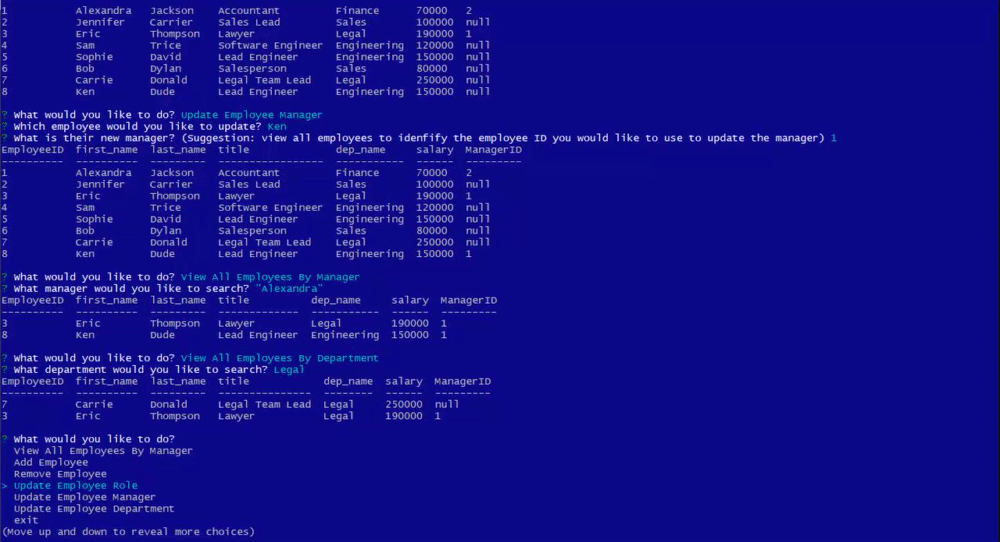 1           Alexandra   Jackson    Accountant         Finance      70000   2
2           Jennifer    Carrier    Sales Lead         Sales        100000  null
3           Eric        Thompson   Lawyer             Legal        190000  1
4           Sam         Trice      Software Engineer  Engineering  120000  null
5           Sophie      David      Lead Engineer      Engineering  150000  null
6           Bob         Dylan      Salesperson        Sales        80000   null
7           Carrie      Donald     Legal Team Lead    Legal        250000  null
8           Ken         Dude       Lead Engineer      Engineering  150000  null
? What would you like to do? Update Employee Manager
? Which employee would you like to update? Ken
? What is their new manager? (Suggestion: view all employees to idenfify the employee ID you would like to use to update the manager) 1
EmployeeID  first_name  last_name  title              dep_name     salary  ManagerID
----------  ----------  ---------  -----------------  -----------  ------  ---------
1           Alexandra   Jackson    Accountant         Finance      70000   2
2           Jennifer    Carrier    Sales Lead         Sales        100000  null
3           Eric        Thompson   Lawyer             Legal        190000  1
4           Sam         Trice      Software Engineer  Engineering  120000  null
5           Sophie      David      Lead Engineer      Engineering  150000  null
6           Bob         Dylan      Salesperson        Sales        80000   null
7           Carrie      Donald     Legal Team Lead    Legal        250000  null
8           Ken         Dude       Lead Engineer      Engineering  150000  1
? What would you like to do? View All Employees By Manager
? What manager would you like to search? "Alexandra"
EmployeeID  first_name  last_name  title          dep_name     salary  ManagerID
----------  ----------  ---------  -------------  -----------  ------  ---------
3           Eric        Thompson   Lawyer         Legal        190000  1
8           Ken         Dude       Lead Engineer  Engineering  150000  1
? What would you like to do? View All Employees By Department
? What department would you like to search? Legal
EmployeeID  first_name  last_name  title            dep_name  salary  ManagerID
----------  ----------  ---------  ---------------  --------  ------  ---------
7           Carrie      Donald     Legal Team Lead  Legal     250000  null
3           Eric        Thompson   Lawyer           Legal     190000  1
? What would you like to do?
  View All Employees By Manager
  Add Employee
  Remove Employee
> Update Employee Role
  Update Employee Manager
  Update Employee Department
  exit
(Move up and down to reveal more choices)